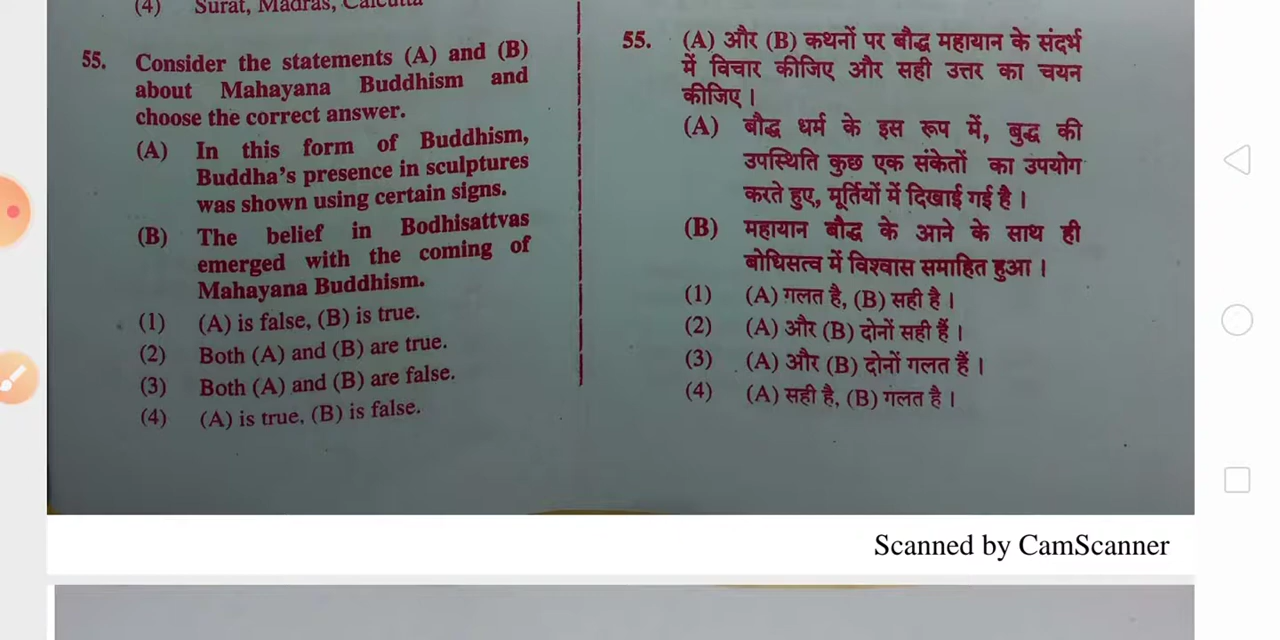 (4) Surat, Madras, Calcutta
55. Consider the statements (A) and (B)
about Mahayana Buddhism and
choose the correct answer.
(A) In this form of Buddhism,
Buddha's presence in sculptures
was shown using certain signs.
(B) The belief in Bodhisattvas
emerged with the coming of
Mahayana Buddhism.
(1) (A) is false, (B) is true.
(2) Both (A) and (B) are true.
(3) Both (A) and (B) are false.
(4) (A) is true, (B) is false.
55. (A) और (B) कथनों पर बौद्ध महायान के संदर्भ
में विचार कीजिए और सही उत्तर का चयन
कीजिए ।
(A) बौद्ध धर्म के इस रूप में, बुद्ध की
उपस्थिति कुछ एक संकेतों का उपयोग
करते हुए, मूर्तियों में दिखाई गई है ।
(B) महायान बौद्ध के आने के साथ ही
बोधिसत्व में विश्वास समाहित हुआ ।
(1) (A) ग़लत है, (B) सही है ।
(2) (A) और (B) दोनों सही हैं ।
(3) (A) और (B) दोनों गलत हैं ।
(4) (A) सही है, (B) गलत है ।
Scanned by CamScanner